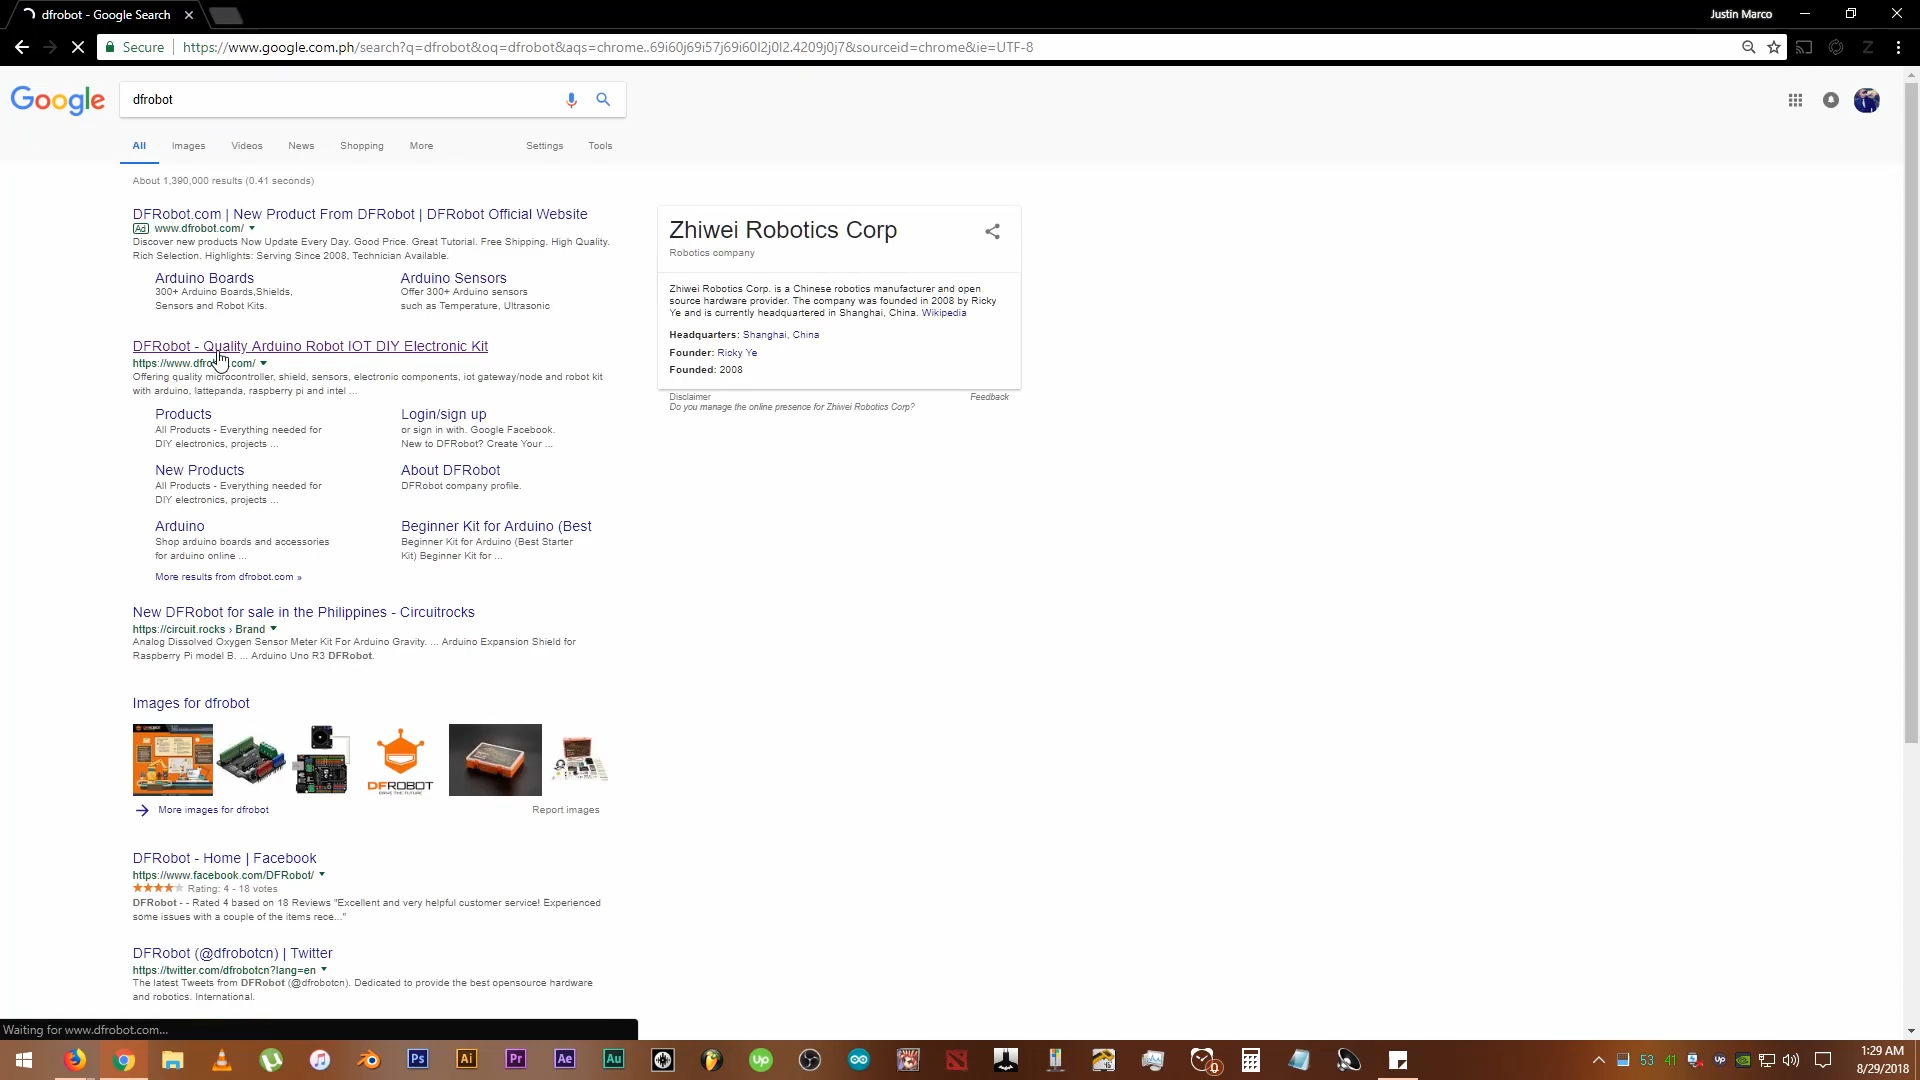 dfrobot - Google Search
Justin Marco
Secure
https://www.google.com.ph/search?q=dfrobot&oq=dfrobot&aqs=chrome..69i60j69i57j69i60l2j0l2.4209j0j7&sourceid=chrome&ie=UTF-8
Google
dfrobot
All Images Videos News Shopping More Settings Tools
About 1,390,000 results (0.41 seconds)
DFRobot.com | New Product From DFRobot | DFRobot Official Website
Ad www.dfrobot.com/
Discover new products Now Update Every Day. Good Price. Great Tutorial. Free Shipping. High Quality.
Rich Selection. Highlights: Serving Since 2008, Technician Available.
Arduino Boards
300+ Arduino Boards,Shields,
Sensors and Robot Kits.
Arduino Sensors
Offer 300+ Arduino sensors
such as Temperature, Ultrasonic
DFRobot - Quality Arduino Robot IOT DIY Electronic Kit
https://www.dfrobot.com/
Offering quality microcontroller, shield, sensors, electronic components, iot gateway/node and robot kit
with arduino, lattepanda, raspberry pi and intel ...
Products
All Products - Everything needed for
DIY electronics, projects ...
Login/sign up
or sign in with. Google Facebook.
New to DFRobot? Create Your ...
New Products
All Products - Everything needed for
DIY electronics, projects ...
About DFRobot
DFRobot company profile.
Arduino
Shop arduino boards and accessories
for arduino online ...
Beginner Kit for Arduino (Best
Beginner Kit for Arduino (Best Starter
Kit) Beginner Kit for ...
More results from dfrobot.com »
New DFRobot for sale in the Philippines - Circuitrocks
https://circuit.rocks › Brand
Analog Dissolved Oxygen Sensor Meter Kit For Arduino Gravity. ... Arduino Expansion Shield for
Raspberry Pi model B. ... Arduino Uno R3 DFRobot.
Images for dfrobot
DFROBOT
DRIVE THE FUTURE
More images for dfrobot
Report images
DFRobot - Home | Facebook
https://www.facebook.com/DFRobot/
Rating: 4 - 18 votes
DFRobot - - Rated 4 based on 18 Reviews "Excellent and very helpful customer service! Experienced
some issues with a couple of the items rece..."
DFRobot (@dfrobotcn) | Twitter
https://twitter.com/dfrobotcn?lang=en
The latest Tweets from DFRobot (@dfrobotcn). Dedicated to provide the best opensource hardware
and robotics. International.
Zhiwei Robotics Corp
Robotics company
Zhiwei Robotics Corp. is a Chinese robotics manufacturer and open
source hardware provider. The company was founded in 2008 by Ricky
Ye and is currently headquartered in Shanghai, China. Wikipedia
Headquarters: Shanghai, China
Founder: Ricky Ye
Founded: 2008
Disclaimer
Feedback
Do you manage the online presence for Zhiwei Robotics Corp?
Waiting for www.dfrobot.com...
Ps Ai Pr Ae Au Up 0
53 41 Up
1:29 AM
8/29/2018